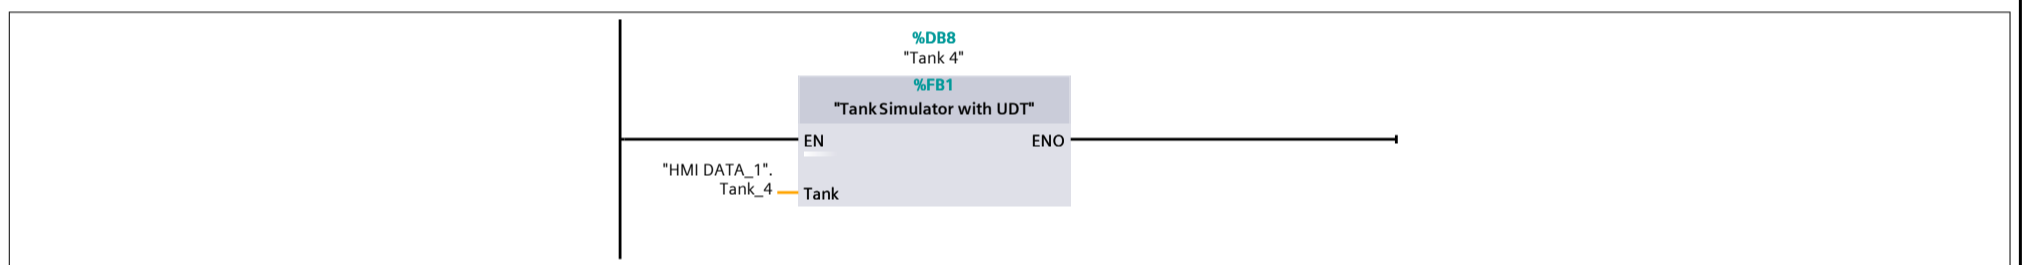 %DB8
"Tank 4"
%FB1
"Tank Simulator with UDT"
EN
ENO
"HMI DATA_1".
Tank_4
Tank